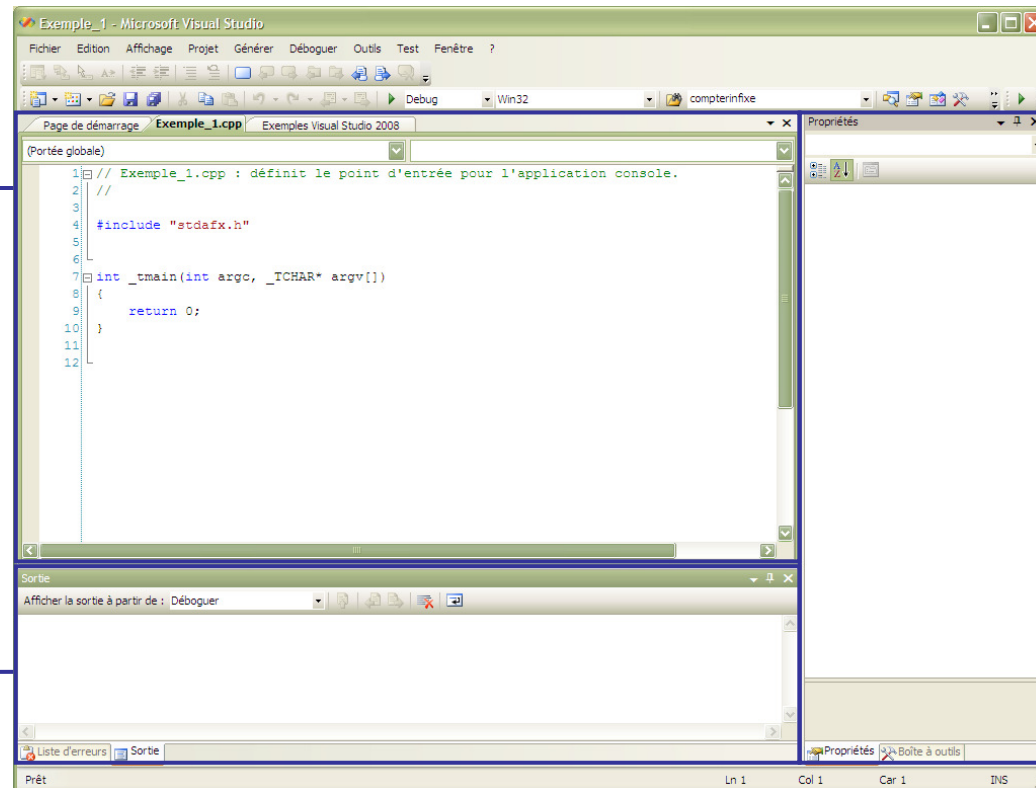 Exemple_1 - Microsoft Visual Studio
Fichier Edition Affichage Projet Générer Déboguer Outils Test Fenêtre ?
Debug Win32 compterinfixe
Page de démarrage Exemple_1.cpp Exemples Visual Studio 2008
Propriétés
(Portée globale)
1 // Exemple_1.cpp : définit le point d'entrée pour l'application console.
2 //
3
4 #include "stdafx.h"
5
6
7 int _tmain(int argc, _TCHAR* argv[])
8 {
9 return 0;
10 }
11
12
Sortie
Afficher la sortie à partir de : Déboguer
Liste d'erreurs Sortie
Propriétés Boîte à outils
Prêt Ln 1 Col 1 Car 1 INS